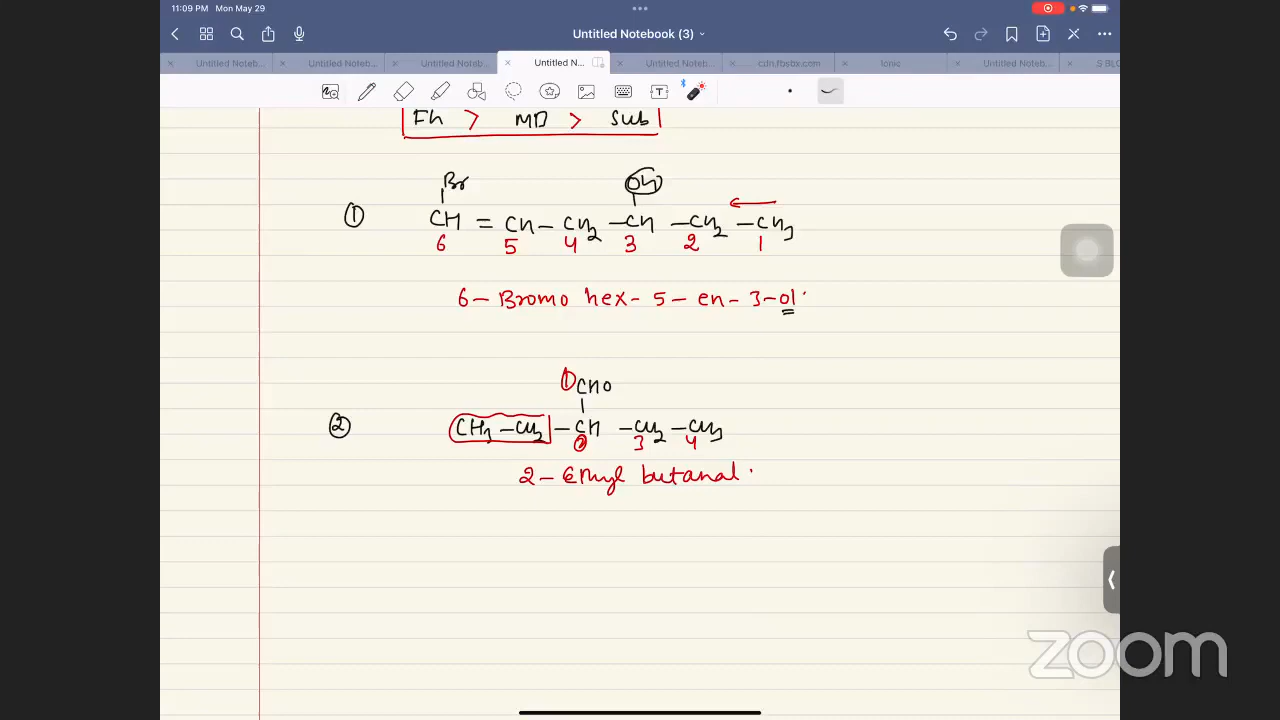 11:09 PM Mon May 29
Untitled Notebook (3)
Untitled Noteb... Untitled Noteb... Untitled Noteb... Untitled N... Untitled Noteb... cdn.fbsbx.com Ionic Untitled Noteb... S BLO
Fn > MD > Sub
Br OH
① CH = CH - CH2 - CH - CH2 - CH3
6 5 4 3 2 1
6 - Bromo hex - 5 - en - 3 - ol.
① CHO
② CH3 - CH2 - CH - CH2 - CH3
2 3 4
2 - Ethyl butanal.
zoom